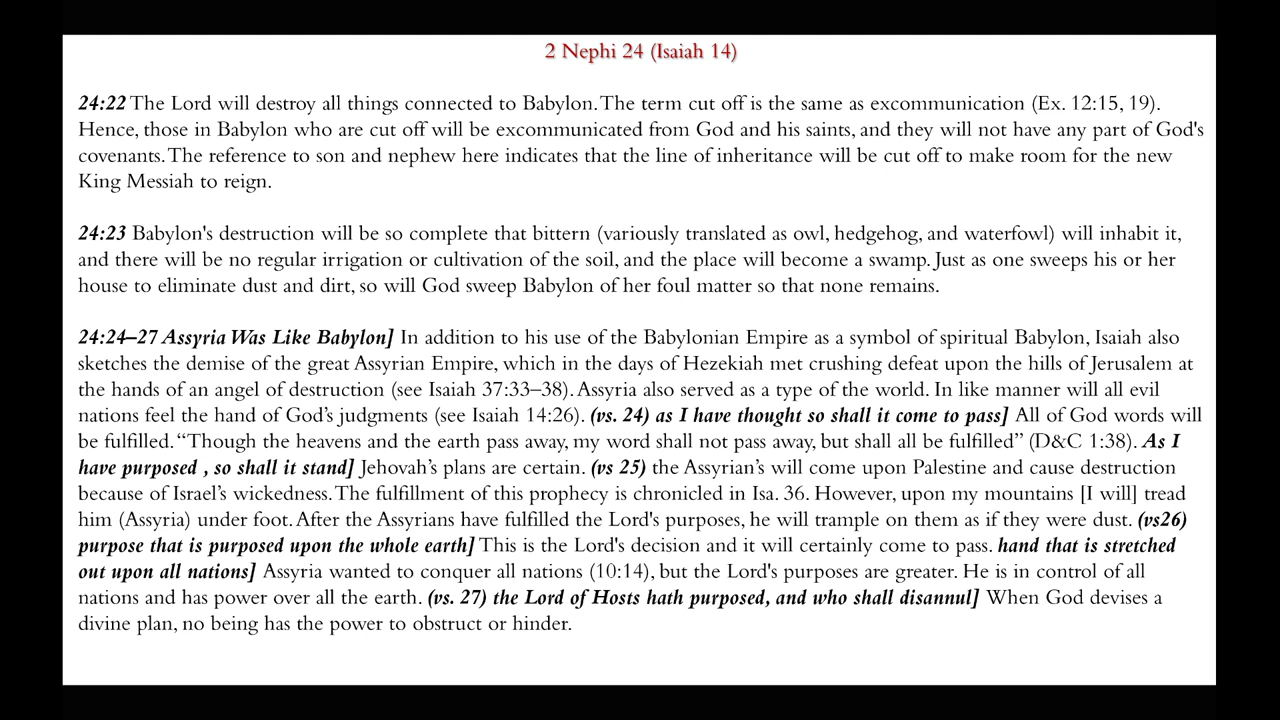 2 Nephi 24 (Isaiah 14)
24:22 The Lord will destroy all things connected to Babylon. The term cut off is the same as excommunication (Ex. 12:15, 19).
Hence, those in Babylon who are cut off will be excommunicated from God and his saints, and they will not have any part of God's
covenants. The reference to son and nephew here indicates that the line of inheritance will be cut off to make room for the new
King Messiah to reign.
24:23 Babylon's destruction will be so complete that bittern (variously translated as owl, hedgehog, and waterfowl) will inhabit it,
and there will be no regular irrigation or cultivation of the soil, and the place will become a swamp. Just as one sweeps his or her
house to eliminate dust and dirt, so will God sweep Babylon of her foul matter so that none remains.
24:24–27 Assyria Was Like Babylon] In addition to his use of the Babylonian Empire as a symbol of spiritual Babylon, Isaiah also
sketches the demise of the great Assyrian Empire, which in the days of Hezekiah met crushing defeat upon the hills of Jerusalem at
the hands of an angel of destruction (see Isaiah 37:33–38). Assyria also served as a type of the world. In like manner will all evil
nations feel the hand of God’s judgments (see Isaiah 14:26). (vs. 24) as I have thought so shall it come to pass] All of God words will
be fulfilled. “Though the heavens and the earth pass away, my word shall not pass away, but shall all be fulfilled” (D&C 1:38). As I
have purposed , so shall it stand] Jehovah’s plans are certain. (vs 25) the Assyrian’s will come upon Palestine and cause destruction
because of Israel’s wickedness. The fulfillment of this prophecy is chronicled in Isa. 36. However, upon my mountains [I will] tread
him (Assyria) under foot. After the Assyrians have fulfilled the Lord's purposes, he will trample on them as if they were dust. (vs26)
purpose that is purposed upon the whole earth] This is the Lord's decision and it will certainly come to pass. hand that is stretched
out upon all nations] Assyria wanted to conquer all nations (10:14), but the Lord's purposes are greater. He is in control of all
nations and has power over all the earth. (vs. 27) the Lord of Hosts hath purposed, and who shall disannul] When God devises a
divine plan, no being has the power to obstruct or hinder.